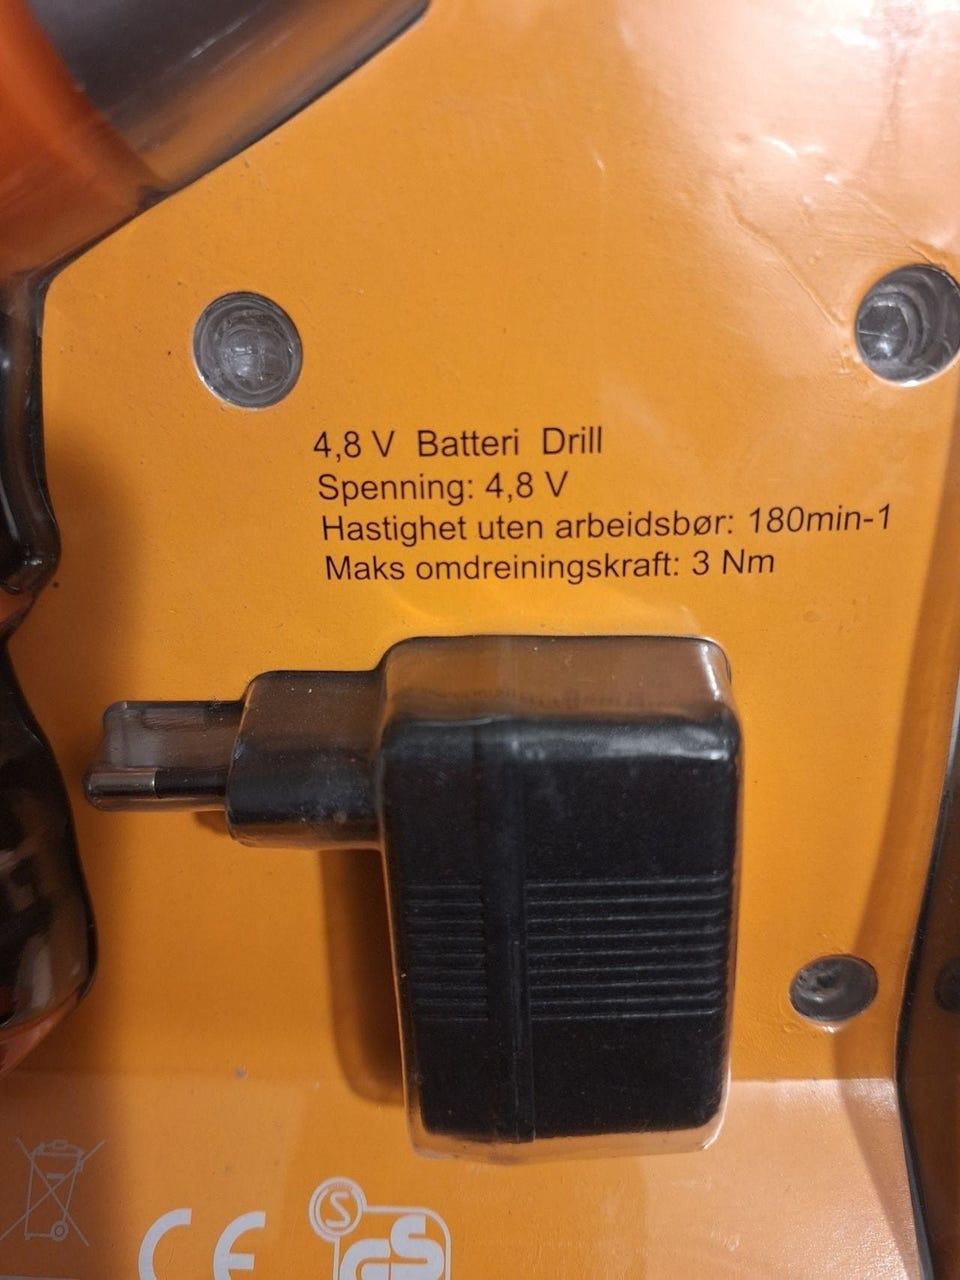 4,8 V Batteri Drill
Spenning: 4,8 V
Hastighet uten arbeidsbør: 180min-1
Maks omdreiningskraft: 3 Nm
S
CE GS